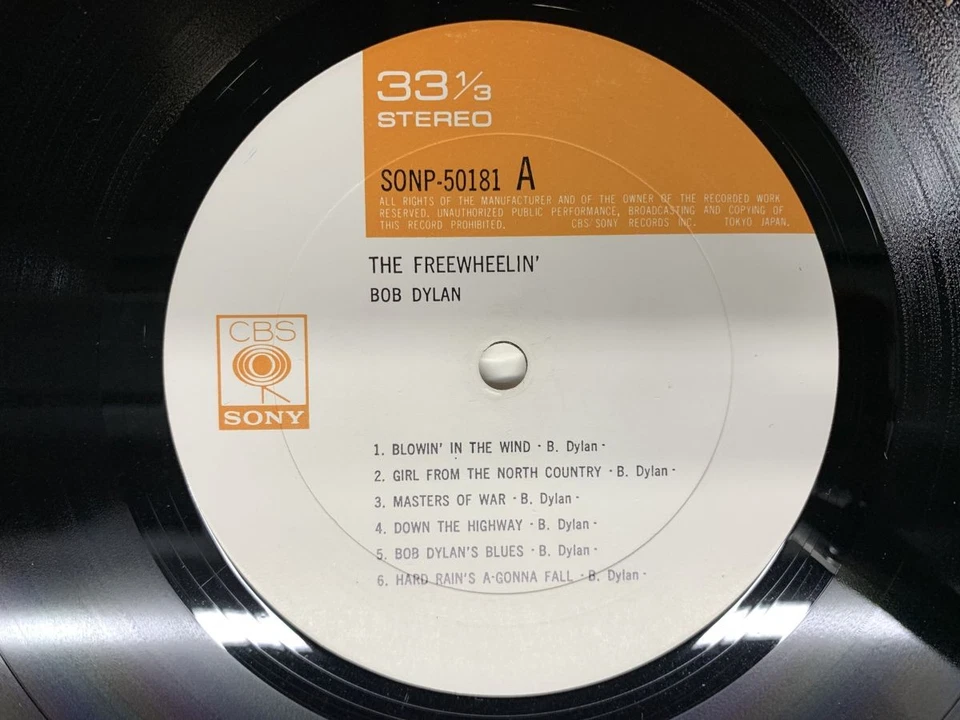 33 1/3
STEREO
SONP-50181 A
ALL RIGHTS OF THE MANUFACTURER AND OF THE OWNER OF THE RECORDED WORK
RESERVED. UNAUTHORIZED PUBLIC PERFORMANCE, BROADCASTING AND COPYING OF
THIS RECORD PROHIBITED. CBS/SONY RECORDS INC. TOKYO JAPAN.
THE FREEWHEELIN'
BOB DYLAN
CBS
SONY
1. BLOWIN' IN THE WIND · B. Dylan ·
2. GIRL FROM THE NORTH COUNTRY · B. Dylan ·
3. MASTERS OF WAR · B. Dylan ·
4. DOWN THE HIGHWAY · B. Dylan ·
5. BOB DYLAN'S BLUES · B. Dylan ·
6. HARD RAIN'S A-GONNA FALL · B. Dylan ·